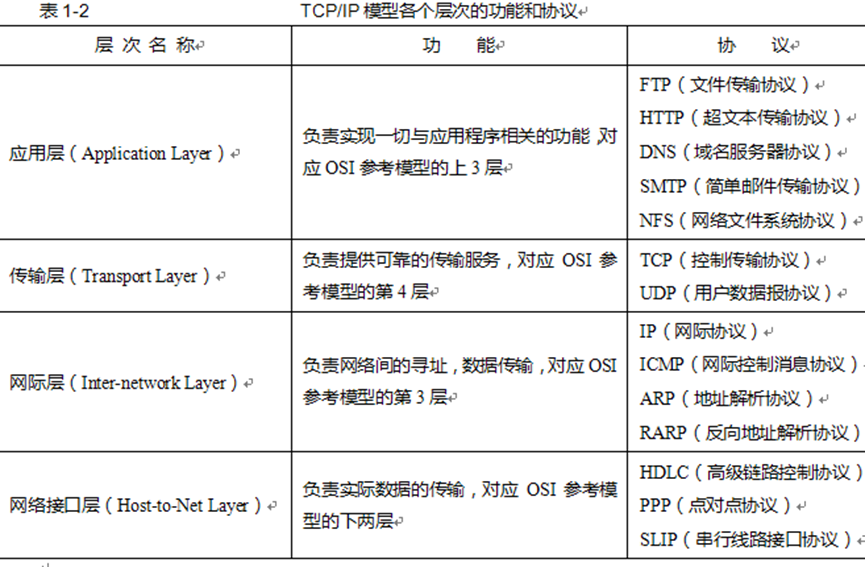 表 1-2 TCP/IP 模型各个层次的功能和协议
层 次 名 称 功 能 协 议
应用层（Application Layer）
负责实现一切与应用程序相关的功能,对
应 OSI 参考模型的上 3 层
FTP（文件传输协议）
HTTP（超文本传输协议）
DNS（域名服务器协议）
SMTP（简单邮件传输协议）
NFS（网络文件系统协议）
传输层（Transport Layer）
负责提供可靠的传输服务，对应 OSI 参
考模型的第 4 层
TCP（控制传输协议）
UDP（用户数据报协议）
网际层（Inter-network Layer）
负责网络间的寻址，数据传输，对应 OSI
参考模型的第 3 层
IP（网际协议）
ICMP（网际控制消息协议）
ARP（地址解析协议）
RARP（反向地址解析协议）
网络接口层（Host-to-Net Layer）
负责实际数据的传输，对应 OSI 参考模
型的下两层
HDLC（高级链路控制协议）
PPP（点对点协议）
SLIP（串行线路接口协议）